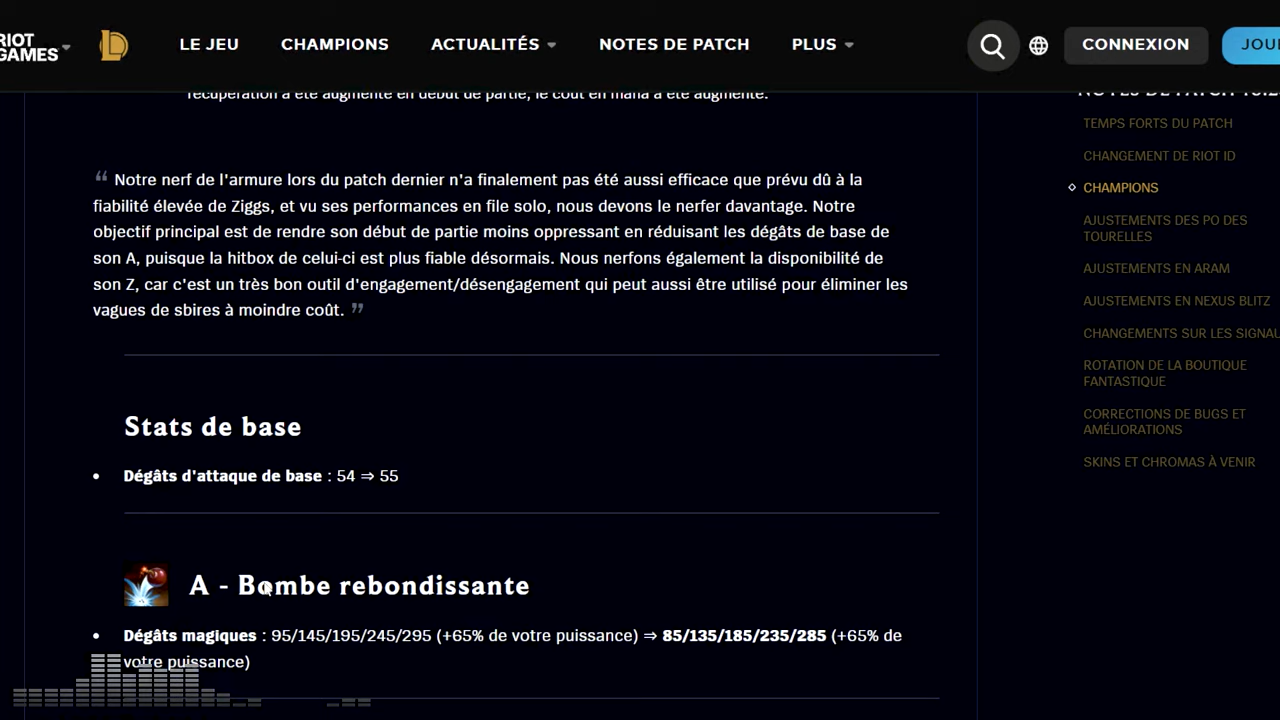 RIOT
GAMES
LE JEU
CHAMPIONS
ACTUALITÉS
NOTES DE PATCH
PLUS
CONNEXION
JOU
récupération a été augmenté en début de partie, le coût en mana a été augmenté.
“ Notre nerf de l'armure lors du patch dernier n'a finalement pas été aussi efficace que prévu dû à la
fiabilité élevée de Ziggs, et vu ses performances en file solo, nous devons le nerfer davantage. Notre
objectif principal est de rendre son début de partie moins oppressant en réduisant les dégâts de base de
son A, puisque la hitbox de celui-ci est plus fiable désormais. Nous nerfons également la disponibilité de
son Z, car c'est un très bon outil d'engagement/désengagement qui peut aussi être utilisé pour éliminer les
vagues de sbires à moindre coût. ”
Stats de base
• Dégâts d'attaque de base : 54 ⇒ 55
A - Bombe rebondissante
• Dégâts magiques : 95/145/195/245/295 (+65% de votre puissance) ⇒ 85/135/185/235/285 (+65% de
votre puissance)
NOTES DE PATCH
TEMPS FORTS DU PATCH
CHANGEMENT DE RIOT ID
CHAMPIONS
AJUSTEMENTS DES PO DES
TOURELLES
AJUSTEMENTS EN ARAM
AJUSTEMENTS EN NEXUS BLITZ
CHANGEMENTS SUR LES SIGNAU
ROTATION DE LA BOUTIQUE
FANTASTIQUE
CORRECTIONS DE BUGS ET
AMÉLIORATIONS
SKINS ET CHROMAS À VENIR